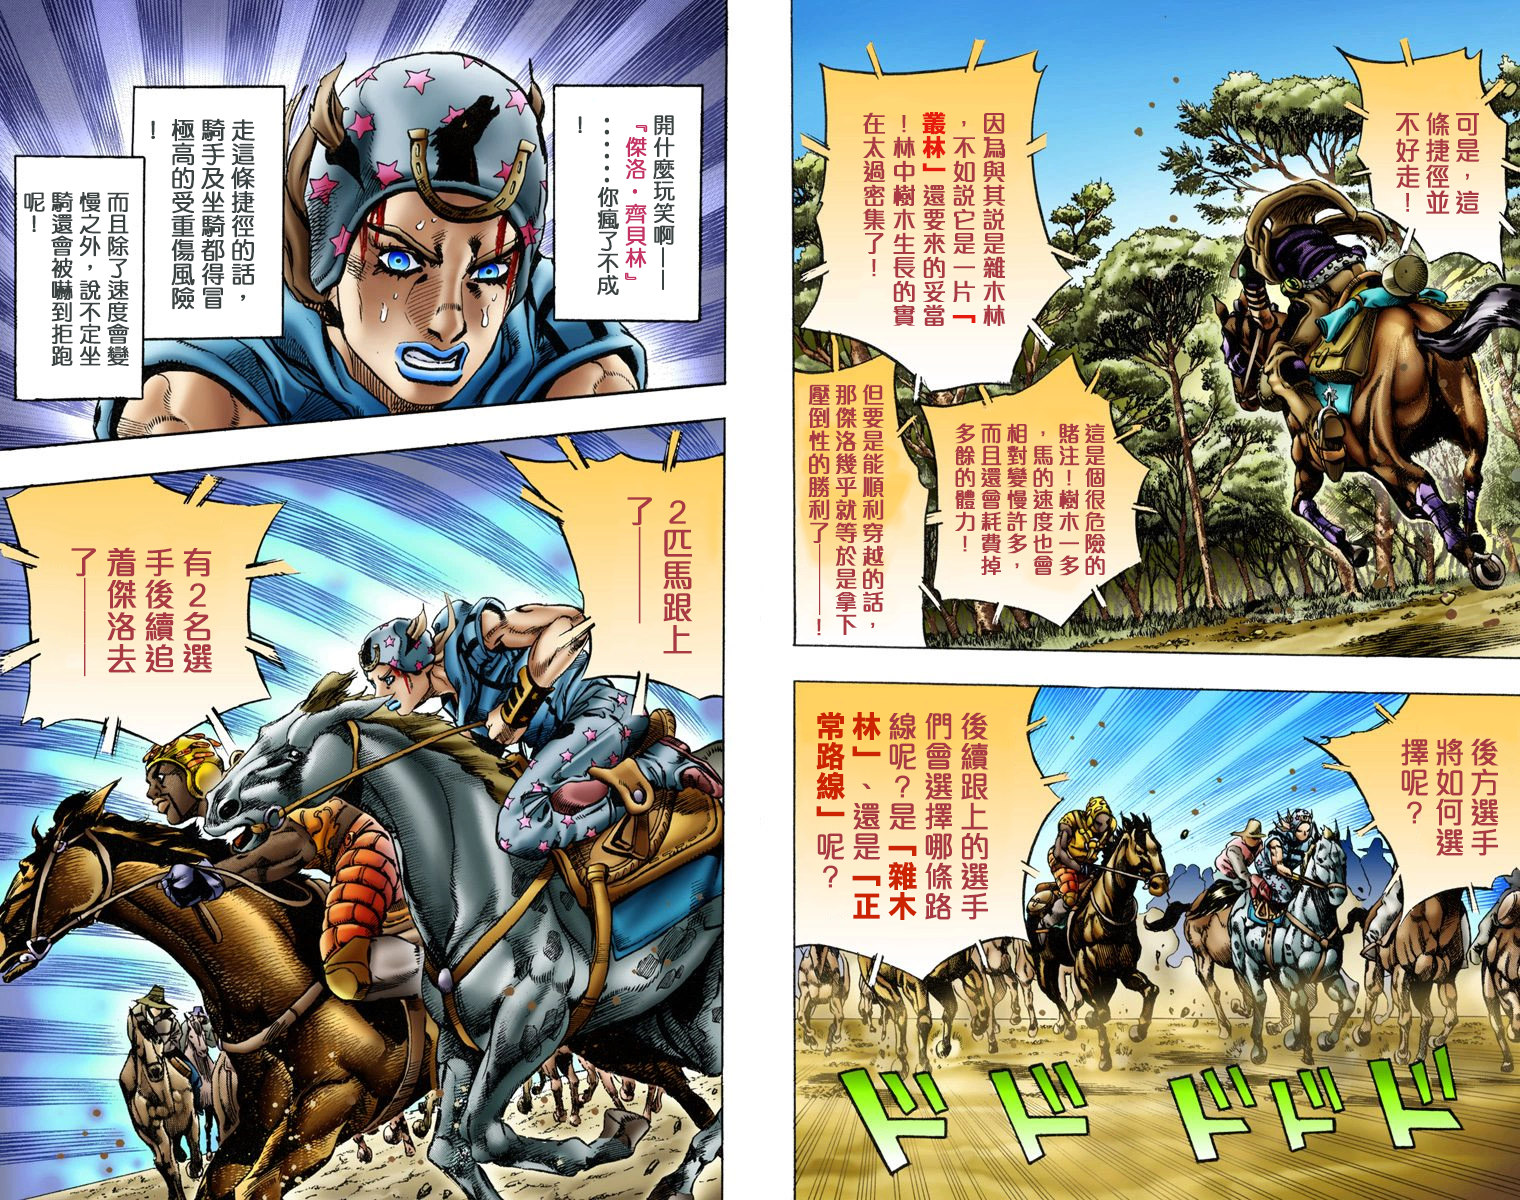 可是，這
條捷徑並
不好走！
因為與其說是雜木林
，不如說它是一片『
叢林』還要來的妥當
！林中樹木生長的實
在太過密集了！
這是個很危險的
賭注！樹木一多
，馬的速度也會
相對變慢許多，
而且還會耗費掉
多餘的體力！
但要是能順利穿越的話，
那傑洛幾乎就等於是拿下
壓倒性的勝利了——！
後方選手
將如何選
擇呢？
後續跟上的選手
們會選擇哪條路
線呢？是『雜木
林』、還是『正
常路線』呢？
ドドドドド
開什麼玩笑啊——
『傑洛·齊貝林』
······你瘋了不成
！
走這條捷徑的話，
騎手及坐騎都得冒
極高的受重傷風險
！
而且除了速度會變
慢之外，說不定坐
騎還會被嚇到拒跑
呢！
２匹馬跟上
了——
有２名選
手後續追
着傑洛去
了——